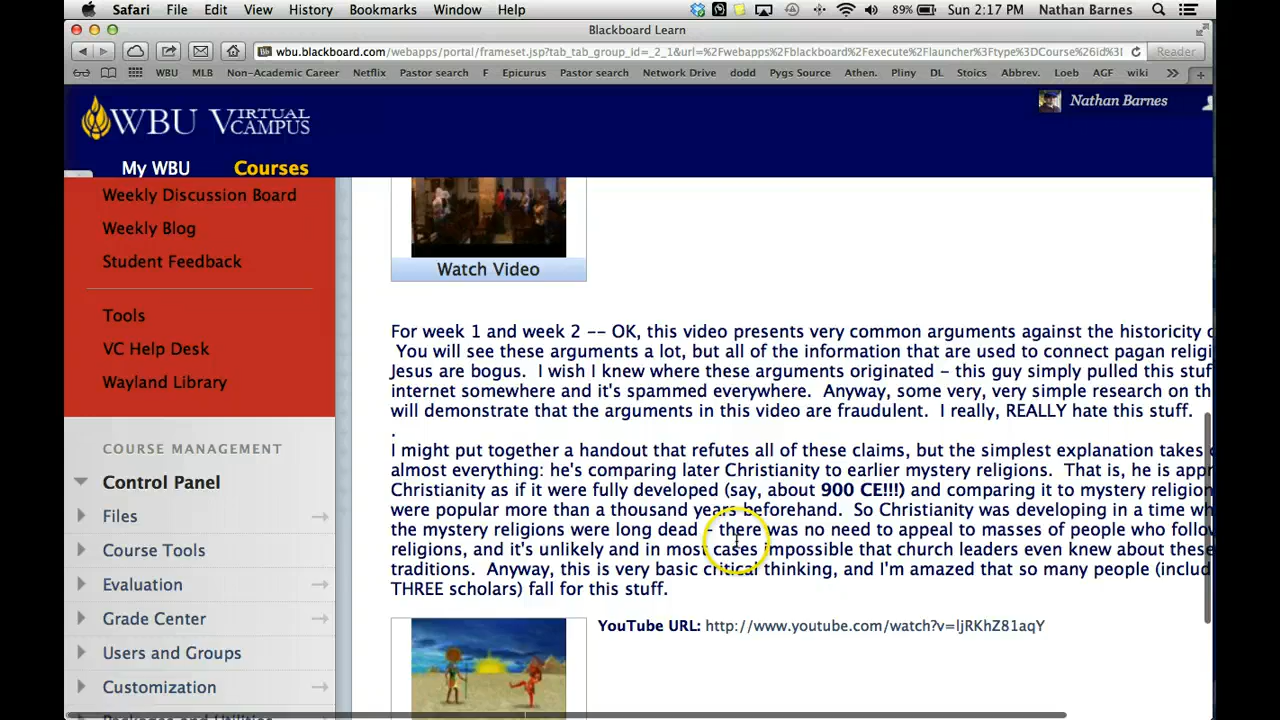 Safari File Edit View History Bookmarks Window Help 89% Sun 2:17 PM Nathan Barnes
Blackboard Learn
wbu.blackboard.com/webapps/portal/frameset.jsp?tab_tab_group_id=_2_1&url=%2Fwebapps%2Fblackboard%2Fexecute%2Flauncher%3Ftype%3DCourse%26id%3D Reader
WBU MLB Non-Academic Career Netflix Pastor search F Epicurus Pastor search Network Drive dodd Pygs Source Athen. Pliny DL Stoics Abbrev. Loeb AGF wiki
WBU VIRTUAL CAMPUS
Nathan Barnes
My WBU Courses
Weekly Discussion Board
Weekly Blog
Student Feedback
Tools
VC Help Desk
Wayland Library
COURSE MANAGEMENT
Control Panel
Files
Course Tools
Evaluation
Grade Center
Users and Groups
Customization
Watch Video
For week 1 and week 2 -- OK, this video presents very common arguments against the historicity
You will see these arguments a lot, but all of the information that are used to connect pagan religi
Jesus are bogus. I wish I knew where these arguments originated - this guy simply pulled this stuf
internet somewhere and it's spammed everywhere. Anyway, some very, very simple research on th
will demonstrate that the arguments in this video are fraudulent. I really, REALLY hate this stuff.
.
I might put together a handout that refutes all of these claims, but the simplest explanation takes
almost everything: he's comparing later Christianity to earlier mystery religions. That is, he is appr
Christianity as if it were fully developed (say, about 900 CE!!!) and comparing it to mystery religion
were popular more than a thousand years beforehand. So Christianity was developing in a time wh
the mystery religions were long dead - there was no need to appeal to masses of people who follo
religions, and it's unlikely and in most cases impossible that church leaders even knew about these
traditions. Anyway, this is very basic critical thinking, and I'm amazed that so many people (includ
THREE scholars) fall for this stuff.
YouTube URL: http://www.youtube.com/watch?v=ljRKhZ81aqY